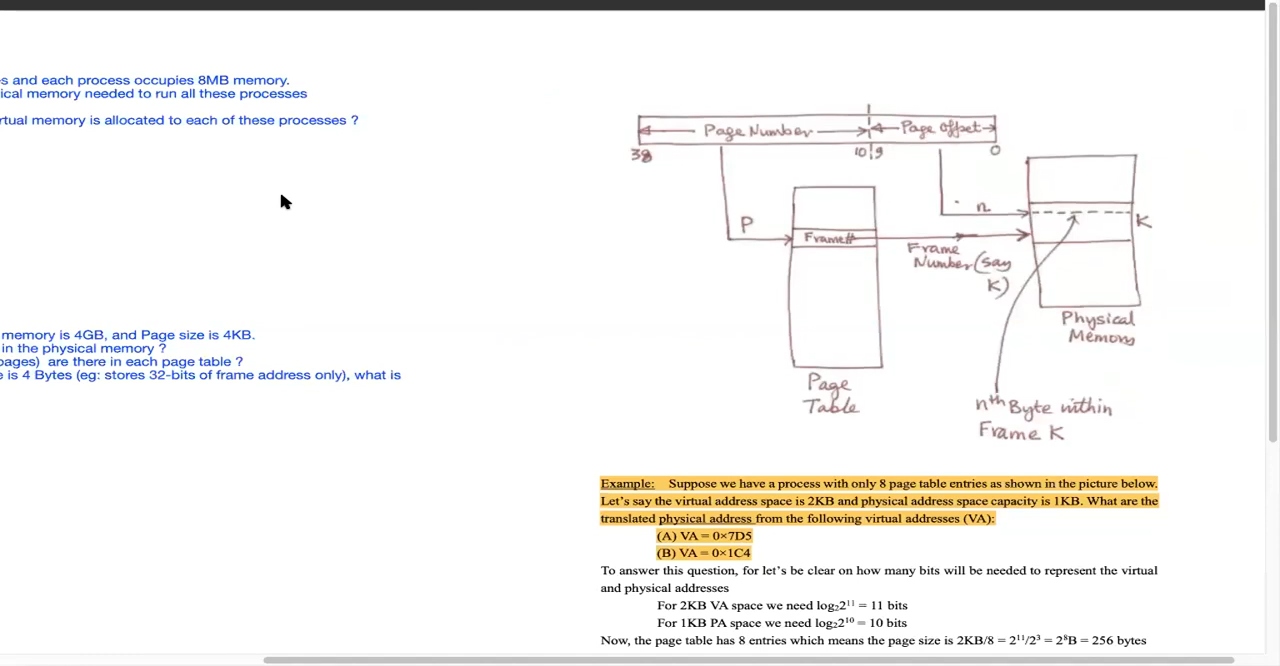 s and each process occupies 8MB memory.
ical memory needed to run all these processes
rtual memory is allocated to each of these processes ?
memory is 4GB, and Page size is 4KB.
in the physical memory ?
pages) are there in each page table ?
e is 4 Bytes (eg: stores 32-bits of frame address only), what is
Page Number
Page Offset
38
10
9
0
P
n
K
Frame#
Frame Number (say K)
Physical Memory
Page Table
nth Byte within Frame K
Example: Suppose we have a process with only 8 page table entries as shown in the picture below.
Let's say the virtual address space is 2KB and physical address space capacity is 1KB. What are the
translated physical address from the following virtual addresses (VA):
(A) VA = 0×7D5
(B) VA = 0×1C4
To answer this question, for let's be clear on how many bits will be needed to represent the virtual
and physical addresses
For 2KB VA space we need log₂2¹¹ = 11 bits
For 1KB PA space we need log₂2¹⁰ = 10 bits
Now, the page table has 8 entries which means the page size is 2KB/8 = 2¹¹/2³ = 2⁸B = 256 bytes